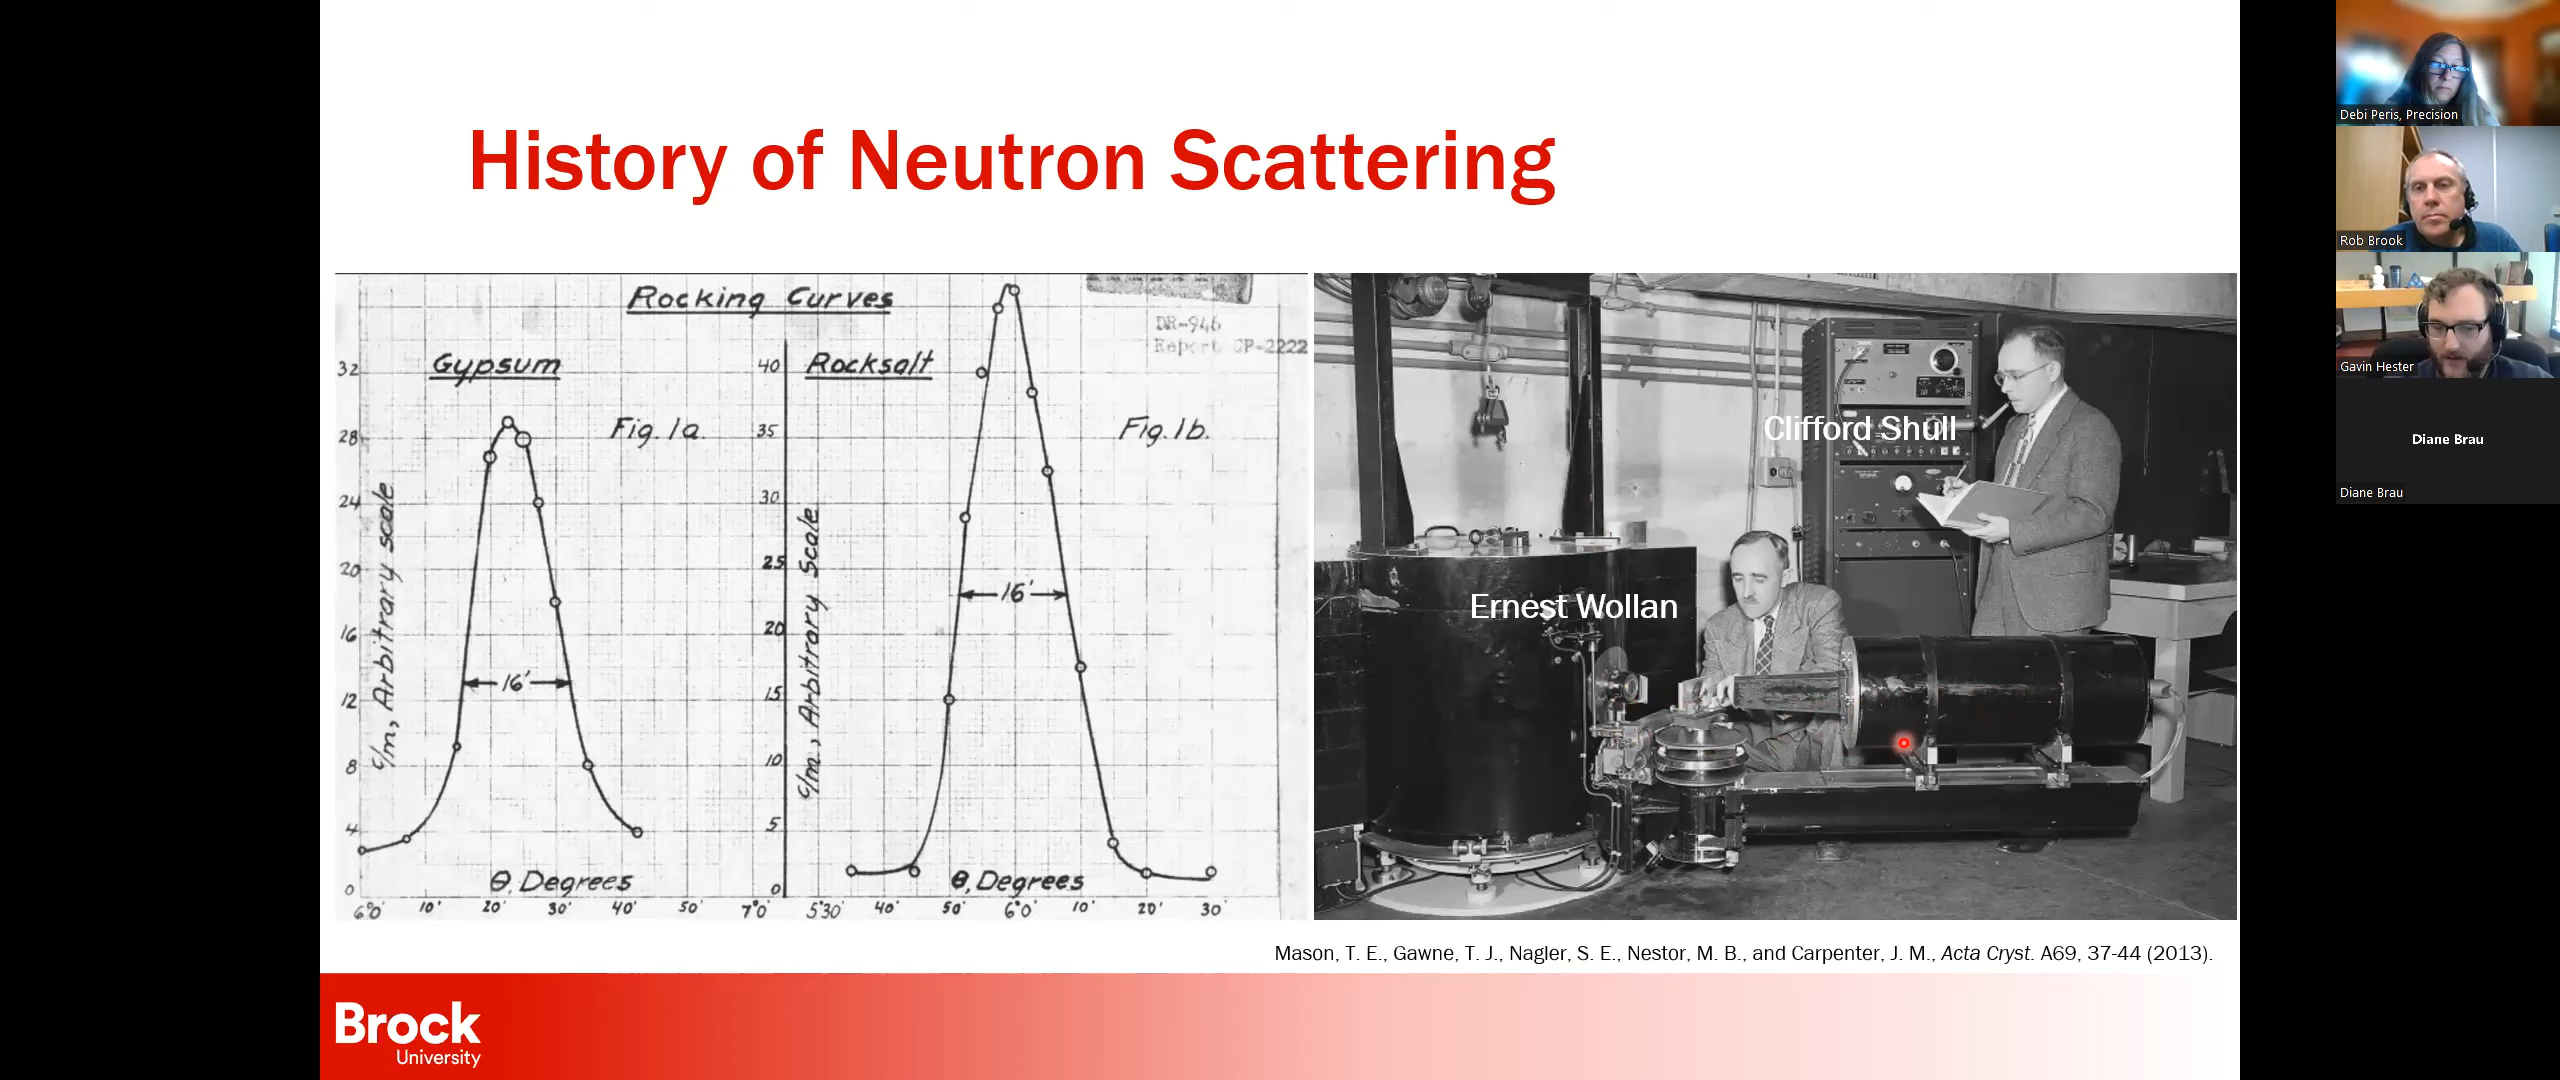 History of Neutron Scattering
Rocking Curves
DR-946
Report CP-2222
Gypsum
Fig. 1a.
32
28
24
20
16
12
8
4
0
c/m, Arbitrary scale
16'
θ, Degrees
6°0' 10' 20' 30' 40' 50' 7°0'
Rocksalt
Fig. 1b.
40
35
30
25
20
15
10
5
0
c/m., Arbitrary Scale
16'
θ, Degrees
5°30' 40' 50' 6°0' 10' 20' 30'
Clifford Shull
Ernest Wollan
Mason, T. E., Gawne, T. J., Nagler, S. E., Nestor, M. B., and Carpenter, J. M., Acta Cryst. A69, 37-44 (2013).
Brock
University
Debi Peris, Precision
Rob Brook
Gavin Hester
Diane Brau
Diane Brau